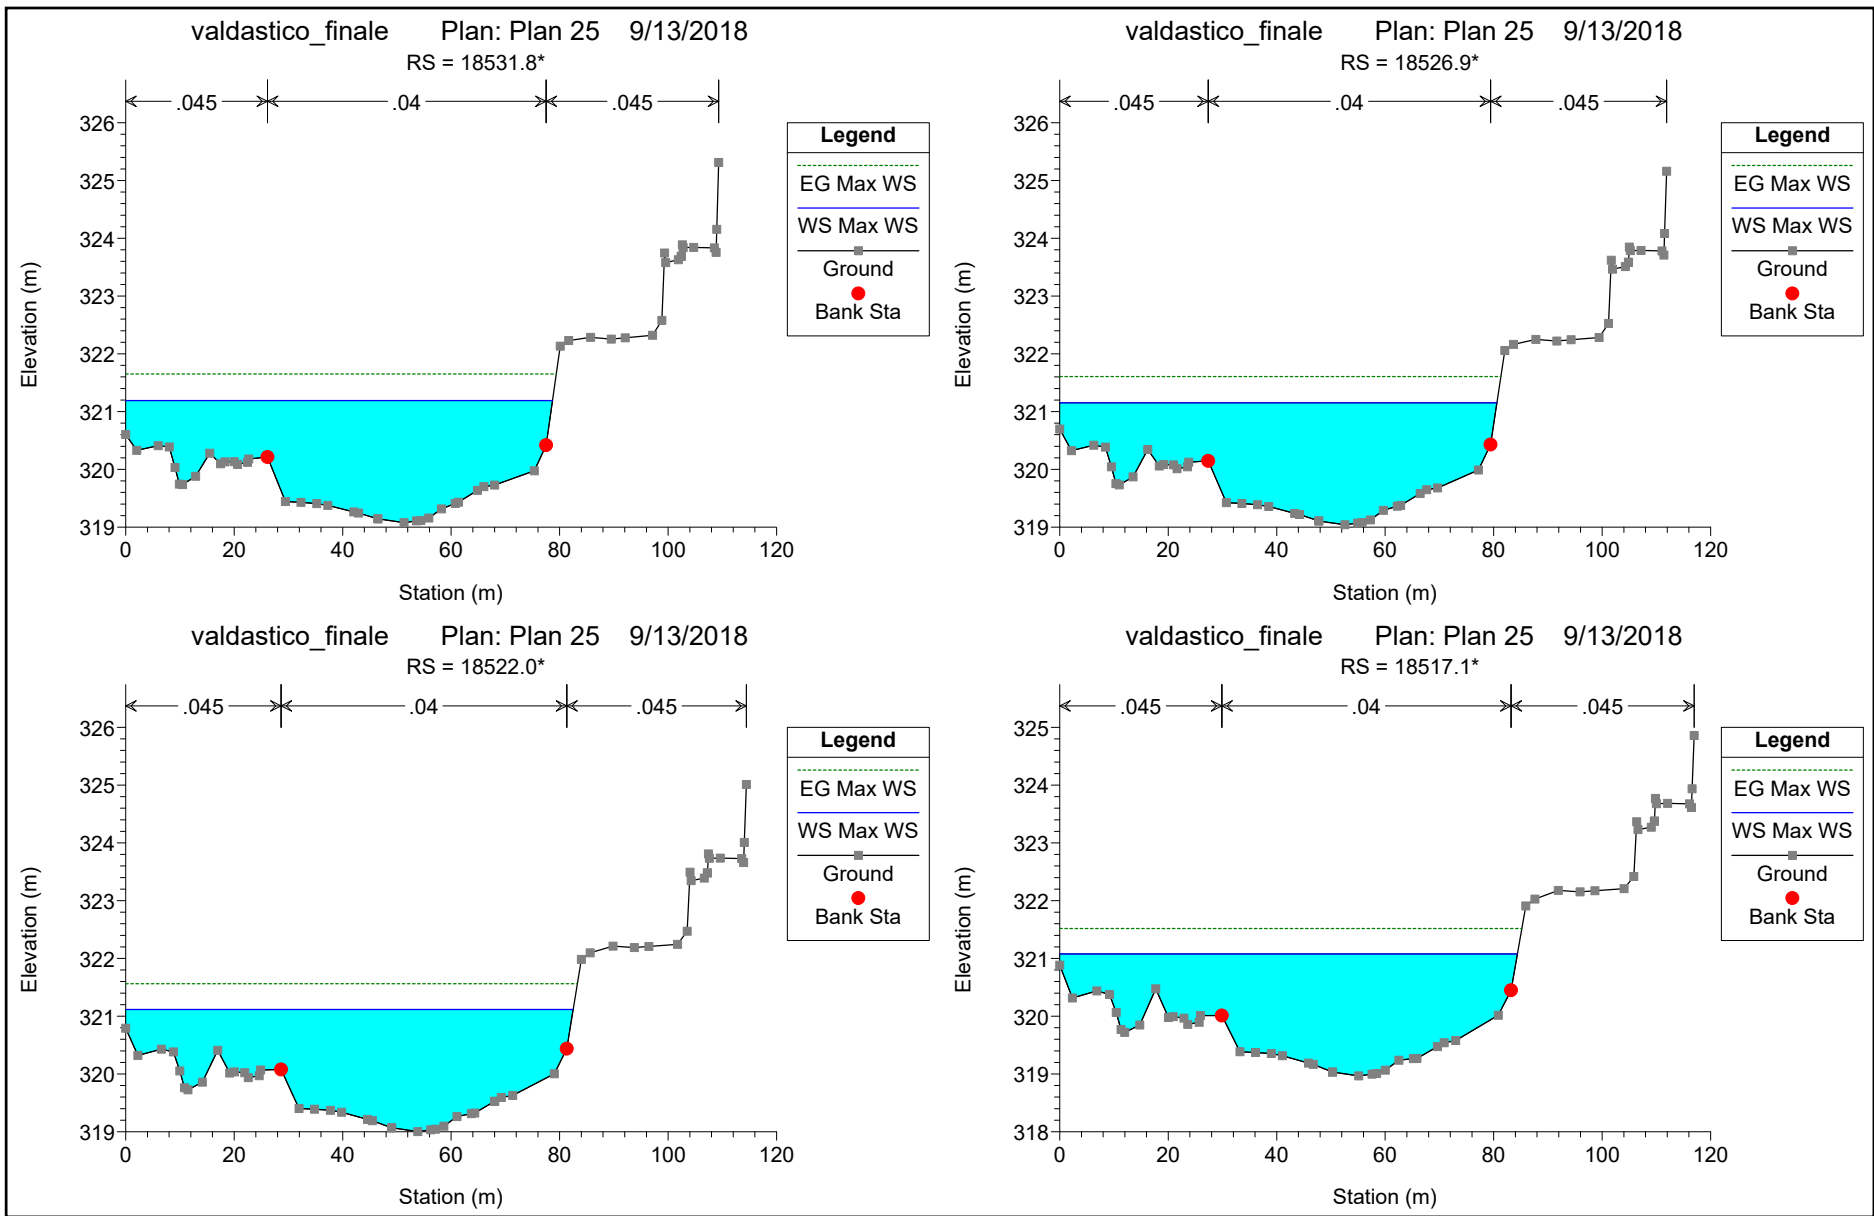 valdastico_finale Plan: Plan 25 9/13/2018
RS = 18531.8*
.045 .04 .045
326
325
324
323
322
321
320
319
Elevation (m)
0 20 40 60 80 100 120
Station (m)
Legend
EG Max WS
WS Max WS
Ground
Bank Sta
valdastico_finale Plan: Plan 25 9/13/2018
RS = 18526.9*
.045 .04 .045
326
325
324
323
322
321
320
319
Elevation (m)
0 20 40 60 80 100 120
Station (m)
Legend
EG Max WS
WS Max WS
Ground
Bank Sta
valdastico_finale Plan: Plan 25 9/13/2018
RS = 18522.0*
.045 .04 .045
326
325
324
323
322
321
320
319
Elevation (m)
0 20 40 60 80 100 120
Station (m)
Legend
EG Max WS
WS Max WS
Ground
Bank Sta
valdastico_finale Plan: Plan 25 9/13/2018
RS = 18517.1*
.045 .04 .045
325
324
323
322
321
320
319
318
Elevation (m)
0 20 40 60 80 100 120
Station (m)
Legend
EG Max WS
WS Max WS
Ground
Bank Sta